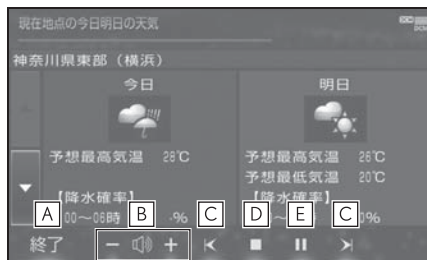 現在地点の今日明日の天気
神奈川県東部(横浜)
今日 明日
予想最高気温 28℃ 予想最高気温 26℃
予想最低気温 20℃
【降水確率】 【降水確率】
00～06時 -%
A B C D E C
終了 − +